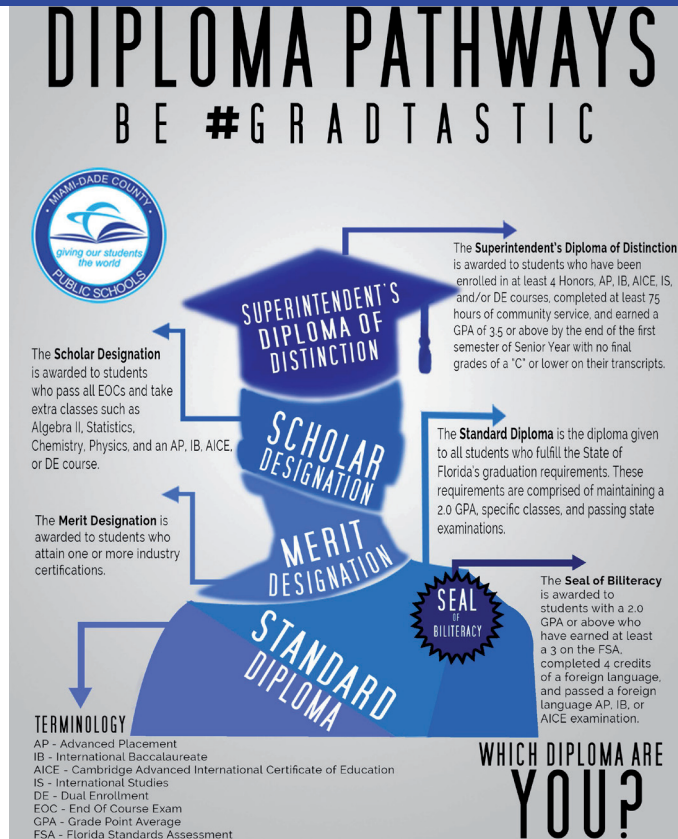 DIPLOMA PATHWAYS
BE #GRADTASTIC
MIAMI-DADE COUNTY
giving our students
the world
PUBLIC SCHOOLS
The Superintendent's Diploma of Distinction
is awarded to students who have been
enrolled in at least 4 Honors, AP, IB, AICE, IS,
and/or DE courses, completed at least 75
hours of community service, and earned a
GPA of 3.5 or above by the end of the first
semester of Senior Year with no final
grades of a "C" or lower on their transcripts.
SUPERINTENDENT'S
DIPLOMA OF
DISTINCTION
The Scholar Designation
is awarded to students
who pass all EOCs and take
extra classes such as
Algebra II, Statistics,
Chemistry, Physics, and an AP, IB, AICE,
or DE course.
SCHOLAR
DESIGNATION
The Standard Diploma is the diploma given
to all students who fulfill the State of
Florida's graduation requirements. These
requirements are comprised of maintaining a
2.0 GPA, specific classes, and passing state
examinations.
The Merit Designation is
awarded to students who
attain one or more industry
certifications.
MERIT
DESIGNATION
SEAL
OF
BILITERACY
The Seal of Biliteracy
is awarded to
students with a 2.0
GPA or above who
have earned at least
a 3 on the FSA,
completed 4 credits
of a foreign language,
and passed a foreign
language AP, IB, or
AICE examination.
STANDARD
DIPLOMA
TERMINOLOGY
AP - Advanced Placement
IB - International Baccalaureate
AICE - Cambridge Advanced International Certificate of Education
IS - International Studies
DE - Dual Enrollment
EOC - End Of Course Exam
GPA - Grade Point Average
FSA - Florida Standards Assessment
WHICH DIPLOMA ARE
YOU?